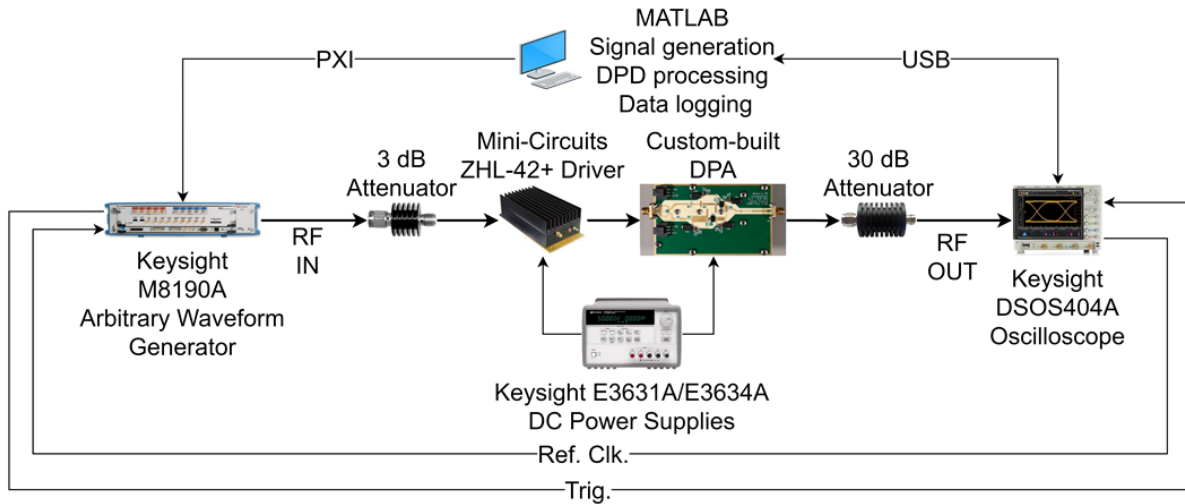 MATLAB
Signal generation
DPD processing
Data logging
PXI
USB
3 dB
Attenuator
Mini-Circuits
ZHL-42+ Driver
Custom-built
DPA
30 dB
Attenuator
RF
IN
RF
OUT
Keysight
M8190A
Arbitrary Waveform
Generator
Keysight
DSOS404A
Oscilloscope
Keysight E3631A/E3634A
DC Power Supplies
Ref. Clk.
Trig.